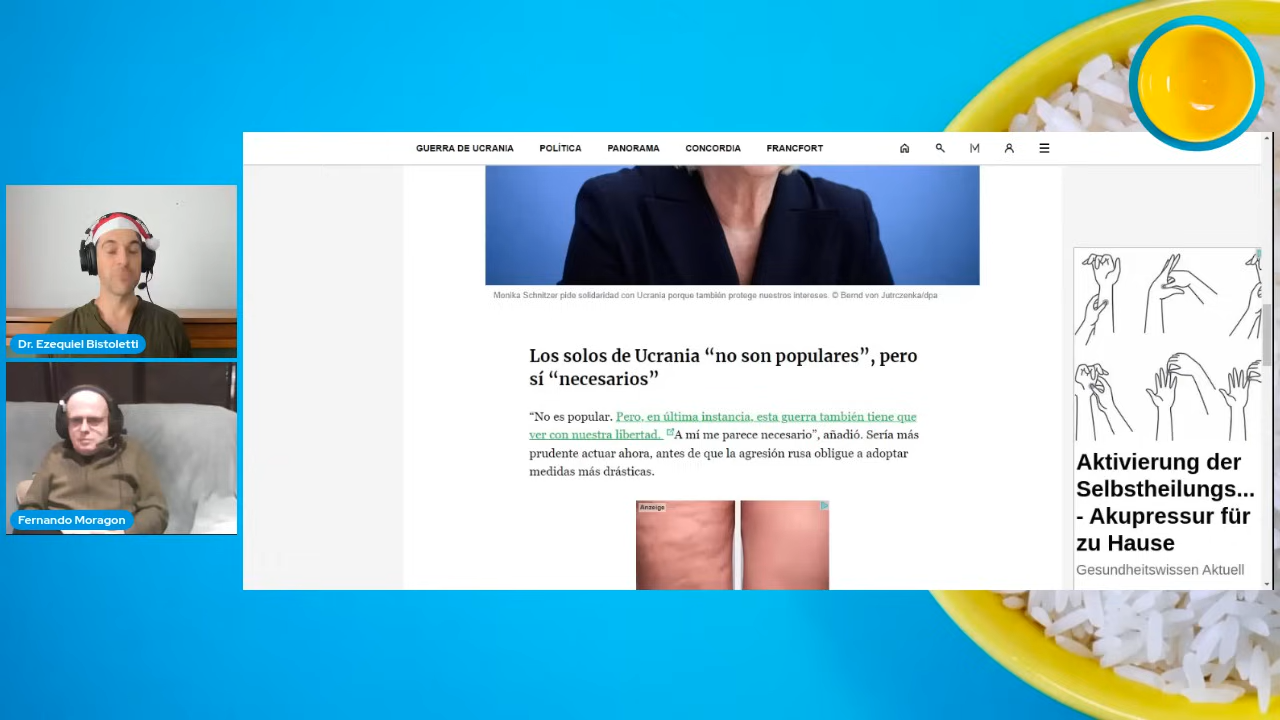 GUERRA DE UCRANIA POLÍTICA PANORAMA CONCORDIA FRANCFORT
Monika Schnitzer pide solidaridad con Ucrania porque también protege nuestros intereses. © Bernd von Jutrczenka/dpa
Los solos de Ucrania “no son populares”, pero
sí “necesarios”
“No es popular. Pero, en última instancia, esta guerra también tiene que
ver con nuestra libertad. A mí me parece necesario”, añadió. Sería más
prudente actuar ahora, antes de que la agresión rusa obligue a adoptar
medidas más drásticas.
Anzeige
Aktivierung der
Selbstheilungs...
- Akupressur für
zu Hause
Gesundheitswissen Aktuell
Dr. Ezequiel Bistoletti
Fernando Moragon